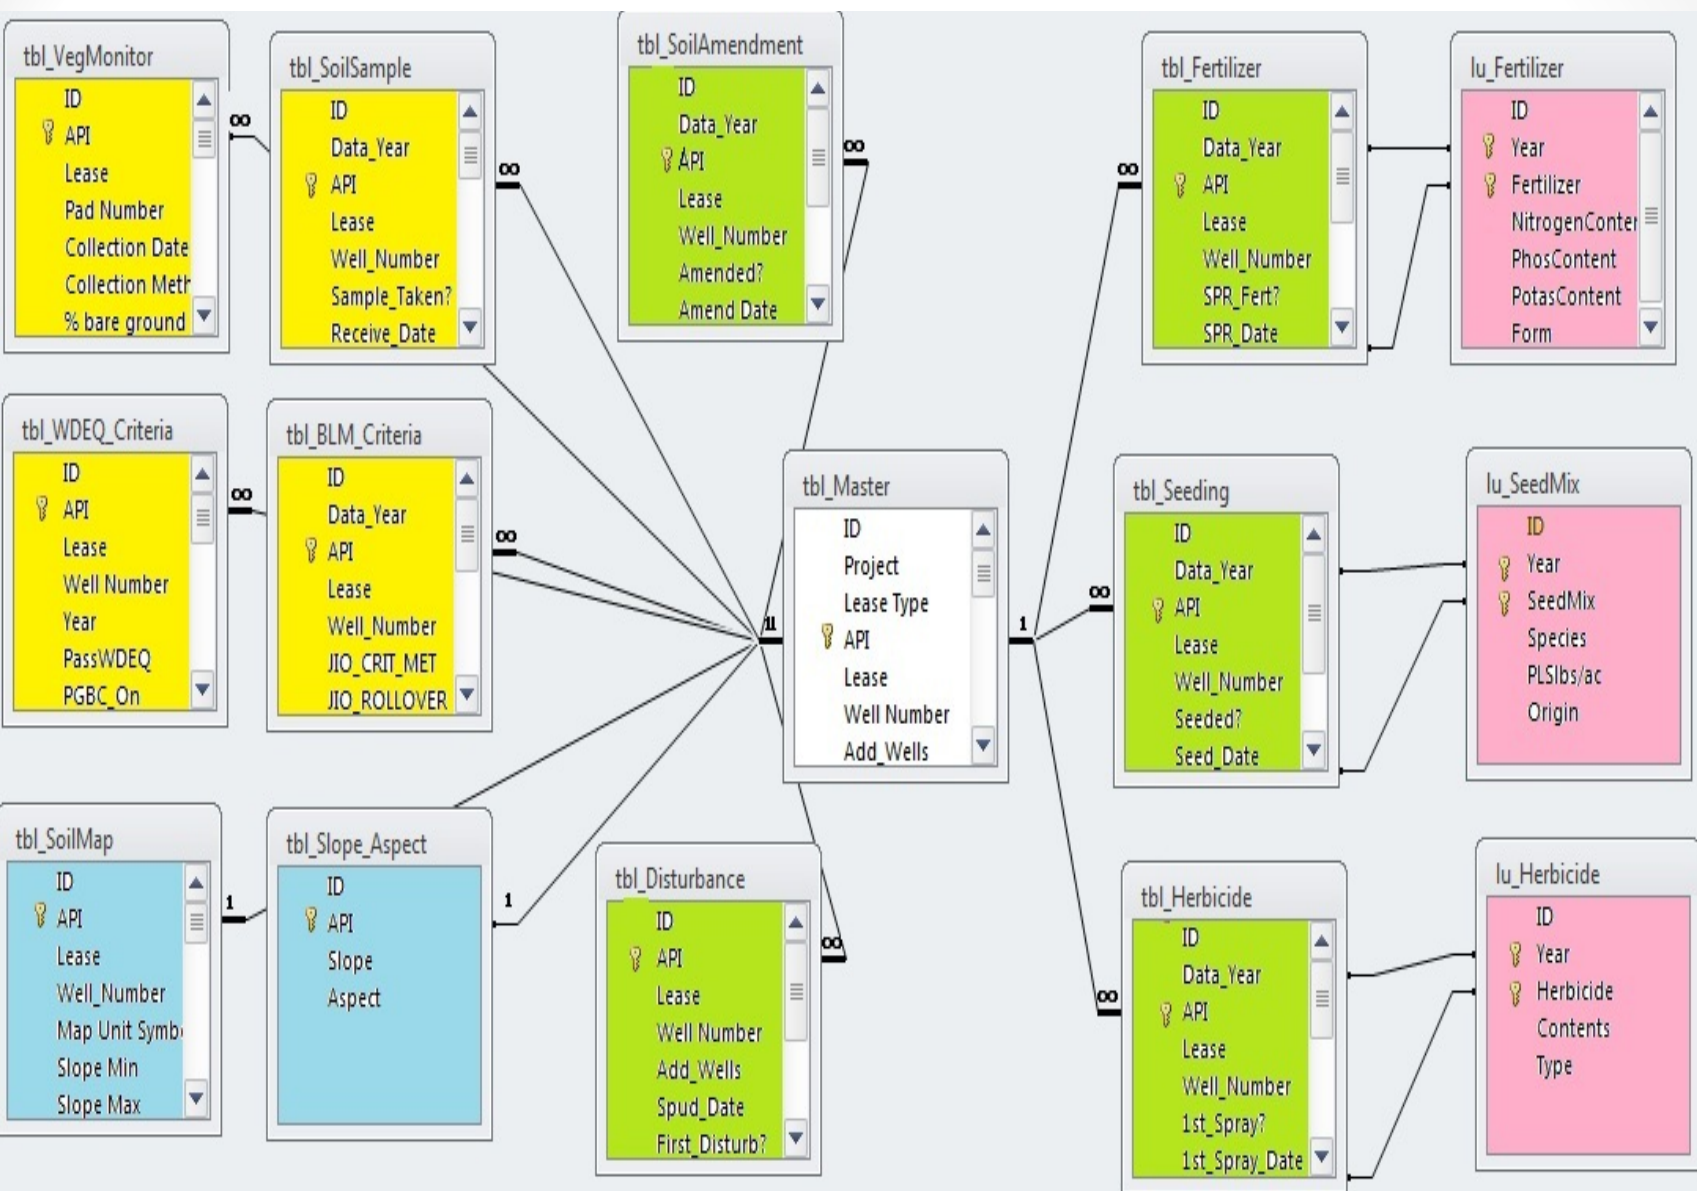 tbl_VegMonitor
ID
API
Lease
Pad Number
Collection Date
Collection Meth
% bare ground
∞
tbl_SoilSample
ID
Data_Year
API
Lease
Well_Number
Sample_Taken?
Receive_Date
∞
tbl_SoilAmendment
ID
Data_Year
API
Lease
Well_Number
Amended?
Amend Date
∞
tbl_Fertilizer
ID
Data_Year
API
Lease
Well_Number
SPR_Fert?
SPR_Date
∞
lu_Fertilizer
ID
Year
Fertilizer
NitrogenConter
PhosContent
PotasContent
Form
tbl_WDEQ_Criteria
ID
API
Lease
Well Number
Year
PassWDEQ
PGBC_On
∞
tbl_BLM_Criteria
ID
Data_Year
API
Lease
Well_Number
JIO_CRIT_MET
JIO_ROLLOVER
∞
tbl_Master
ID
Project
Lease Type
API
Lease
Well Number
Add_Wells
11
1
tbl_Seeding
ID
Data_Year
API
Lease
Well_Number
Seeded?
Seed_Date
∞
lu_SeedMix
ID
Year
SeedMix
Species
PLSlbs/ac
Origin
tbl_SoilMap
ID
API
Lease
Well_Number
Map Unit Symb
Slope Min
Slope Max
1
tbl_Slope_Aspect
ID
API
Slope
Aspect
1
tbl_Disturbance
ID
API
Lease
Well Number
Add_Wells
Spud_Date
First_Disturb?
∞
tbl_Herbicide
ID
Data_Year
API
Lease
Well_Number
1st_Spray?
1st_Spray_Date
∞
lu_Herbicide
ID
Year
Herbicide
Contents
Type